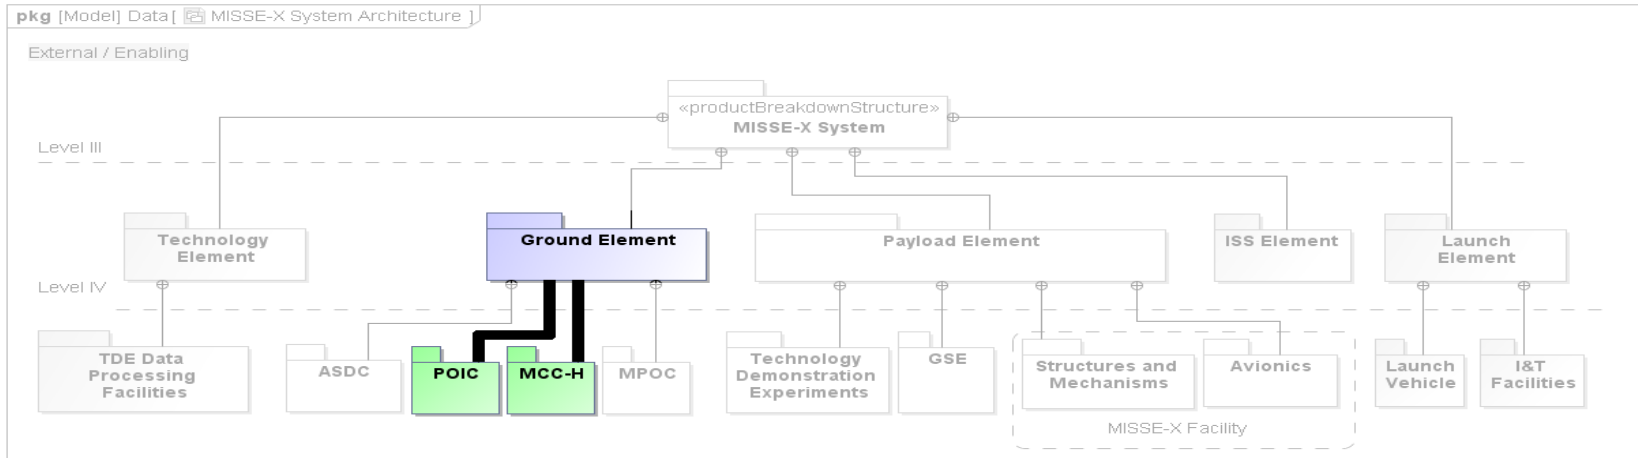 pkg [Model] Data [ MISSE-X System Architecture ]
External / Enabling
«productBreakdownStructure»
MISSE-X System
Level III
Technology
Element
Ground Element
Payload Element
ISS Element
Launch
Element
Level IV
TDE Data
Processing
Facilities
ASDC
POIC
MCC-H
MPOC
Technology
Demonstration
Experiments
GSE
Structures and
Mechanisms
Avionics
Launch
Vehicle
I&T
Facilities
MISSE-X Facility